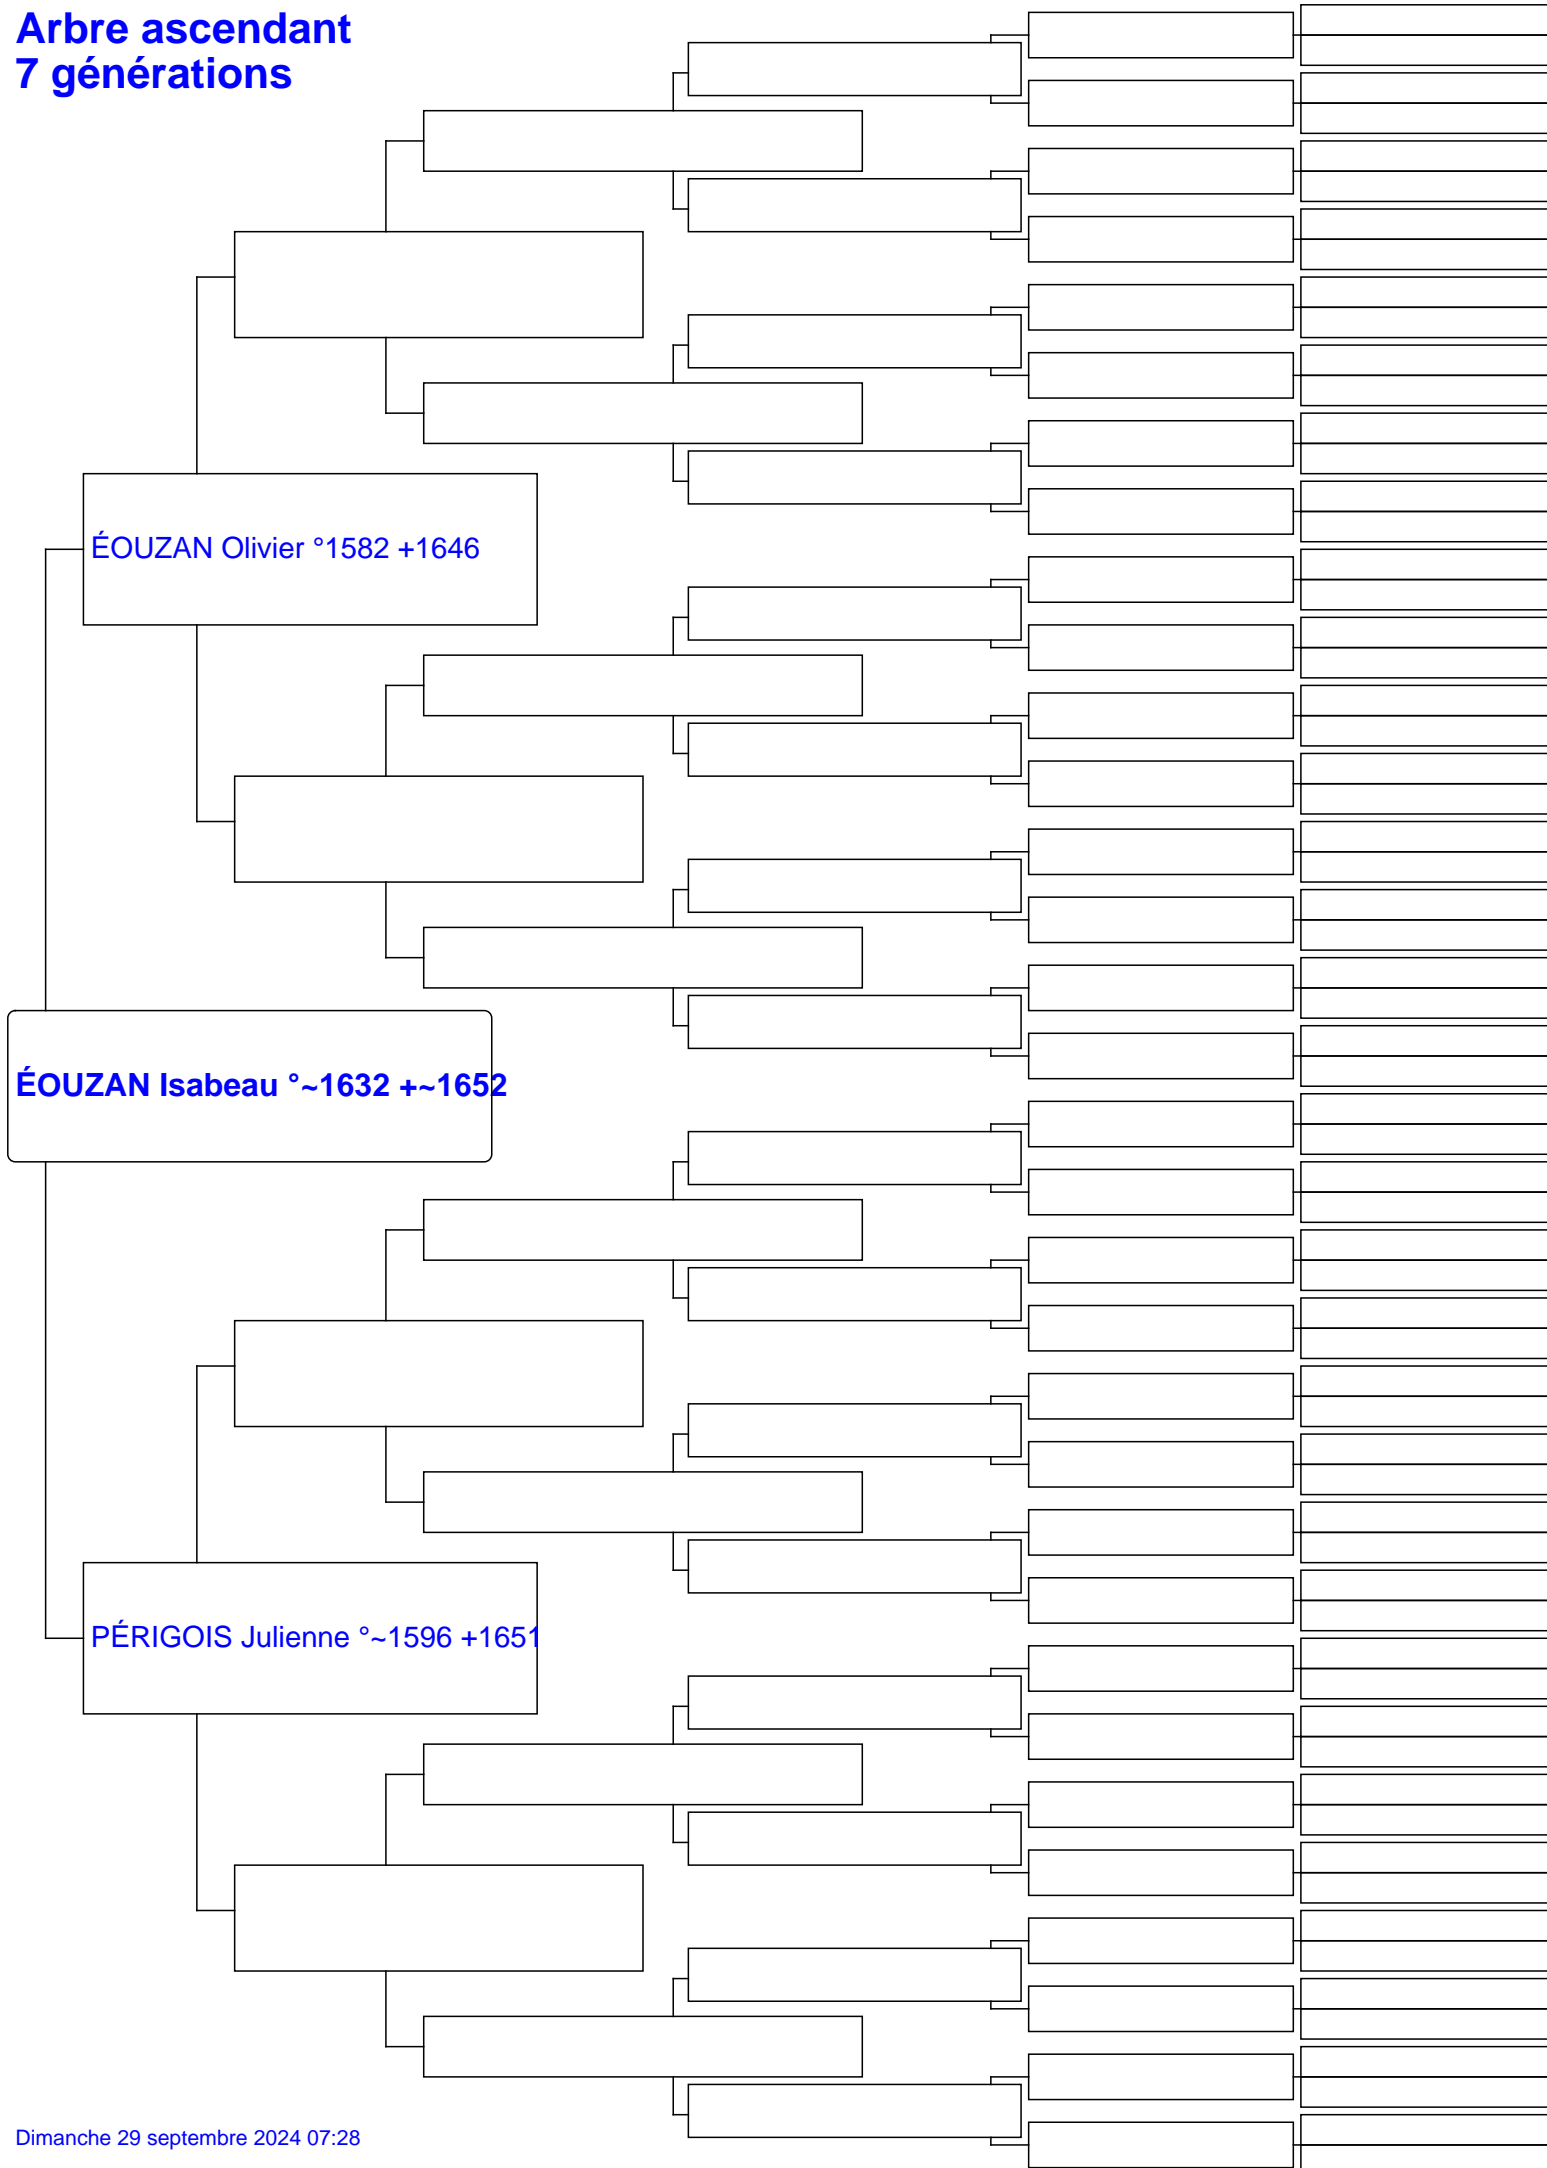 Arbre ascendant
7 générations
ÉOUZAN Olivier °1582 +1646
ÉOUZAN Isabeau °~1632 +~1652
PÉRIGOIS Julienne °~1596 +1651
Dimanche 29 septembre 2024 07:28